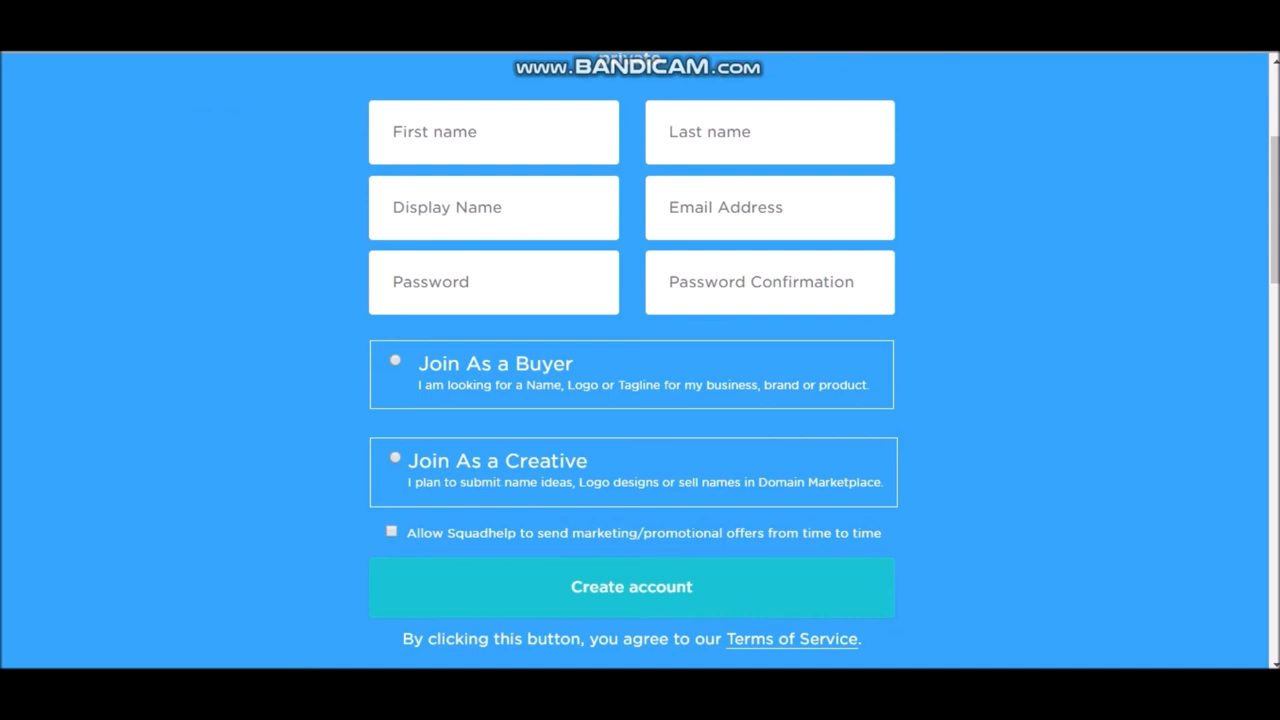 www.BANDICAM.com
First name
Last name
Display Name
Email Address
Password
Password Confirmation
Join As a Buyer
I am looking for a Name, Logo or Tagline for my business, brand or product.
Join As a Creative
I plan to submit name ideas, Logo designs or sell names in Domain Marketplace.
Allow Squadhelp to send marketing/promotional offers from time to time
Create account
By clicking this button, you agree to our Terms of Service.